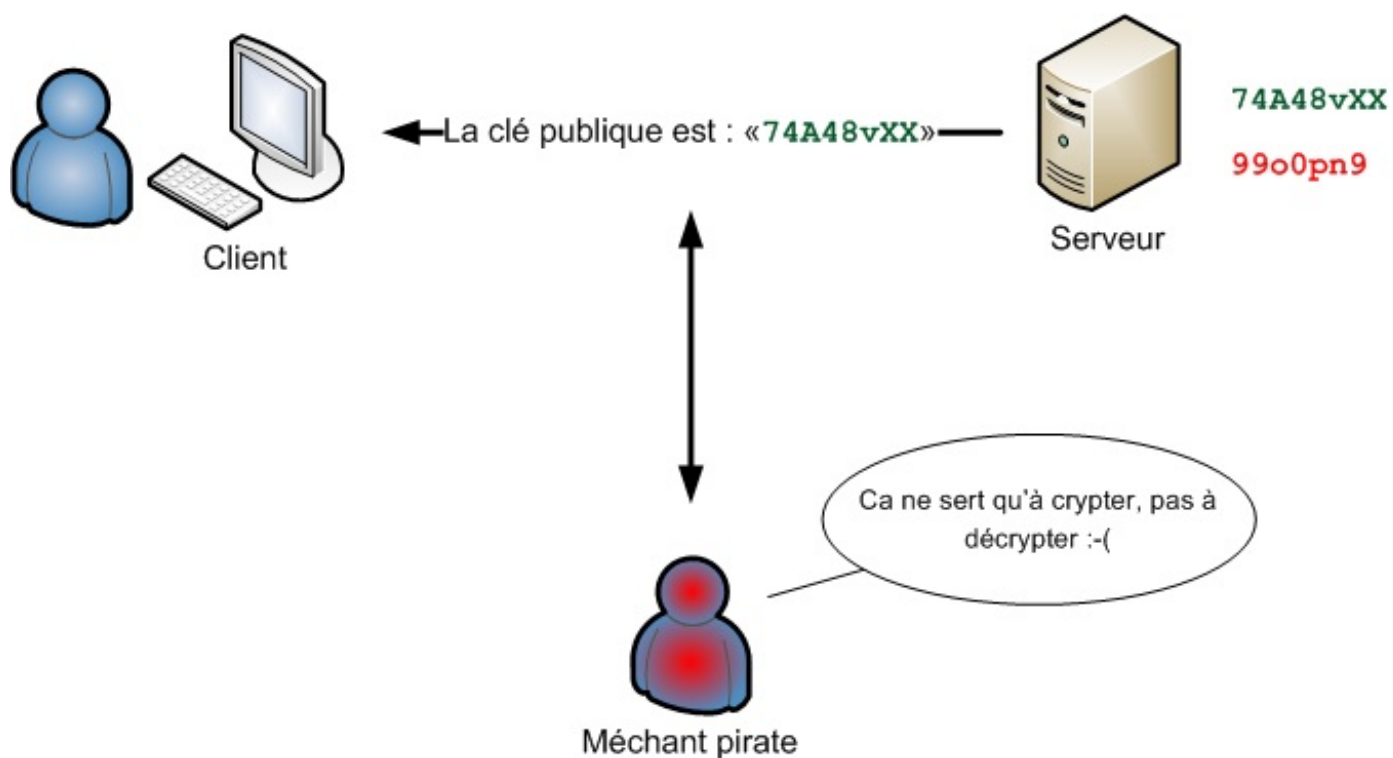 La clé publique est : «74A48vXX»
74A48vXX
99o0pn9
Client
Serveur
Ca ne sert qu'à crypter, pas à
décrypter :-(
Méchant pirate